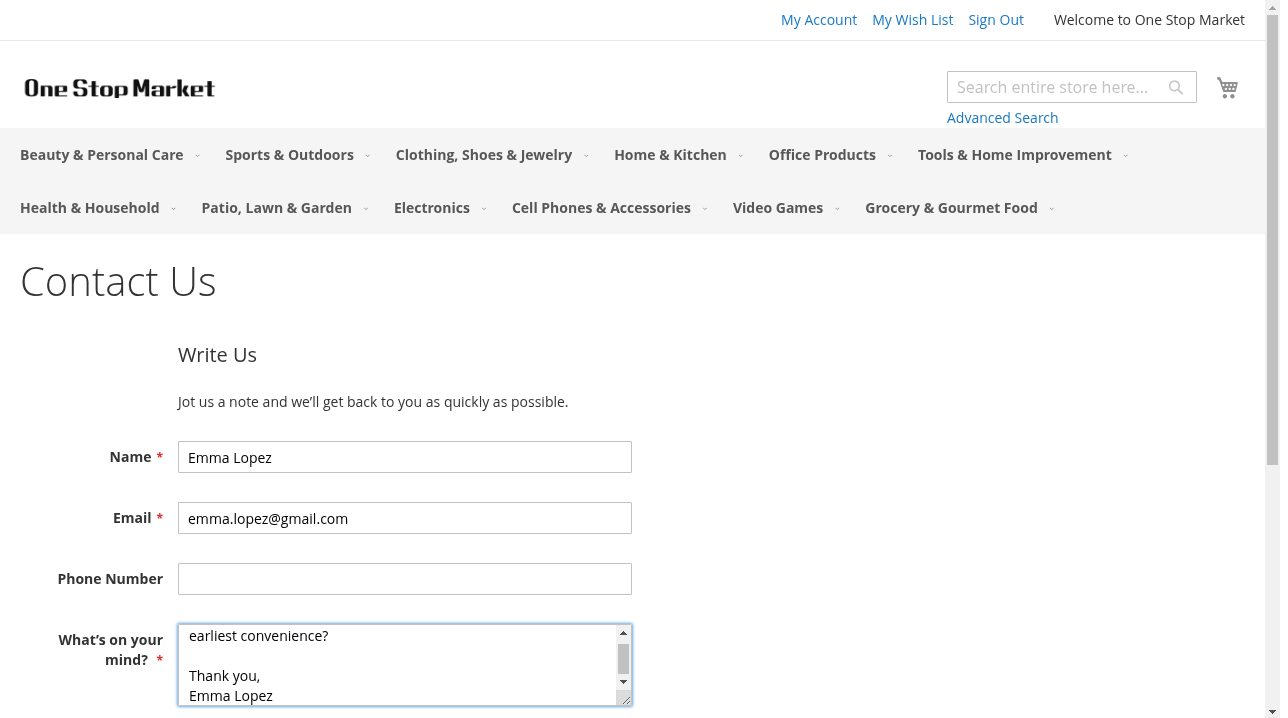 My Account My Wish List Sign Out Welcome to One Stop Market
One Stop Market
Search entire store here...
Advanced Search
Beauty & Personal Care Sports & Outdoors Clothing, Shoes & Jewelry Home & Kitchen Office Products Tools & Home Improvement
Health & Household Patio, Lawn & Garden Electronics Cell Phones & Accessories Video Games Grocery & Gourmet Food
Contact Us
Write Us
Jot us a note and we’ll get back to you as quickly as possible.
Name * Emma Lopez
Email * emma.lopez@gmail.com
Phone Number
What’s on your mind? *
earliest convenience?
Thank you,
Emma Lopez